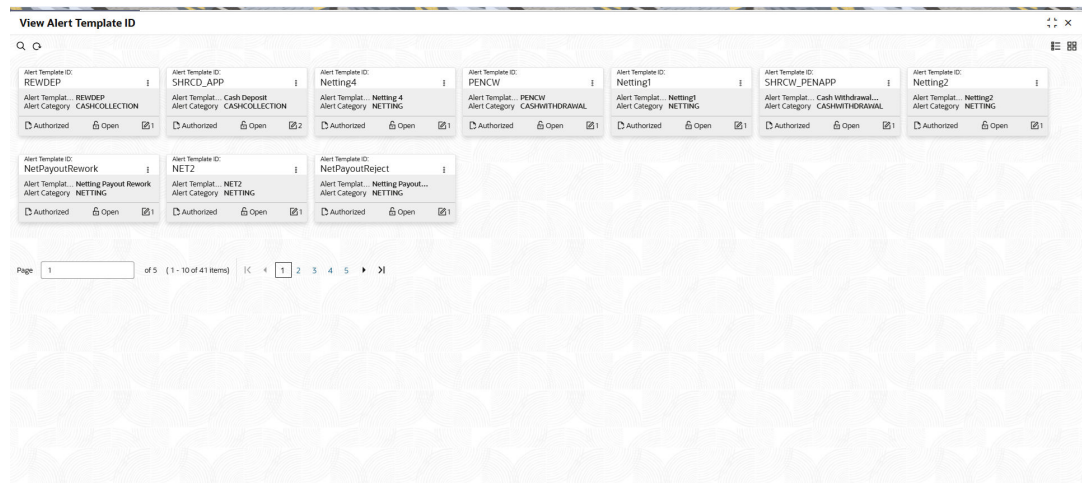 View Alert Template ID
Alert Template ID:
REWDEP
Alert Templat... REWDEP
Alert Category CASHCOLLECTION
Authorized Open 1
Alert Template ID:
SHRCD_APP
Alert Templat... Cash Deposit
Alert Category CASHCOLLECTION
Authorized Open 2
Alert Template ID:
Netting4
Alert Templat... Netting 4
Alert Category NETTING
Authorized Open 1
Alert Template ID:
PENCW
Alert Templat... PENCW
Alert Category CASHWITHDRAWAL
Authorized Open 1
Alert Template ID:
Netting1
Alert Templat... Netting1
Alert Category NETTING
Authorized Open 1
Alert Template ID:
SHRCW_PENAPP
Alert Templat... Cash Withdrawal...
Alert Category CASHWITHDRAWAL
Authorized Open 1
Alert Template ID:
Netting2
Alert Templat... Netting2
Alert Category NETTING
Authorized Open 1
Alert Template ID:
NetPayoutRework
Alert Templat... Netting Payout Rework
Alert Category NETTING
Authorized Open 1
Alert Template ID:
NET2
Alert Templat... NET2
Alert Category NETTING
Authorized Open 1
Alert Template ID:
NetPayoutReject
Alert Templat... Netting Payout...
Alert Category NETTING
Authorized Open 1
Page 1 of 5 (1 - 10 of 41 items) 1 2 3 4 5